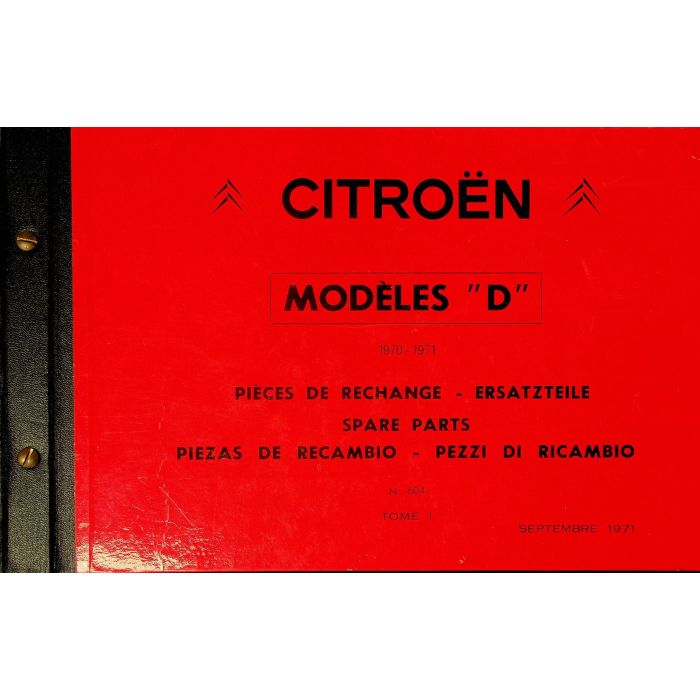 CITROËN
MODÈLES "D"
1970 - 1971
PIECES DE RECHANGE - ERSATZTEILE
SPARE PARTS
PIEZAS DE RECAMBIO - PEZZI DI RICAMBIO
N° 604
TOME I
SEPTEMBRE 1971